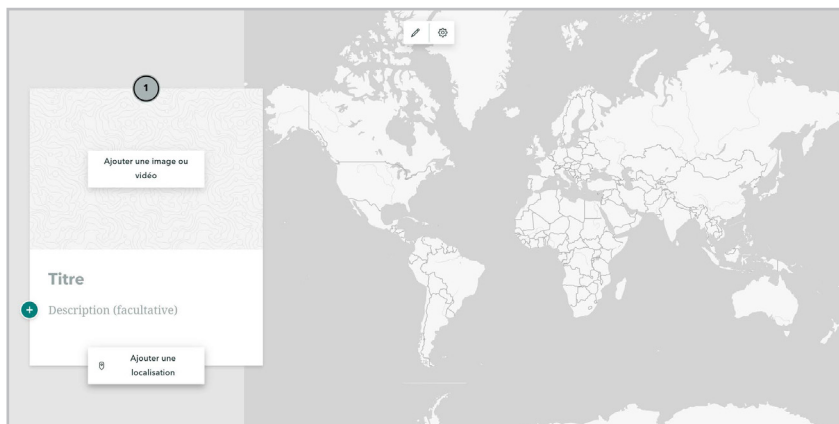 1
Ajouter une image ou
vidéo
Titre
Description (facultative)
Ajouter une
localisation